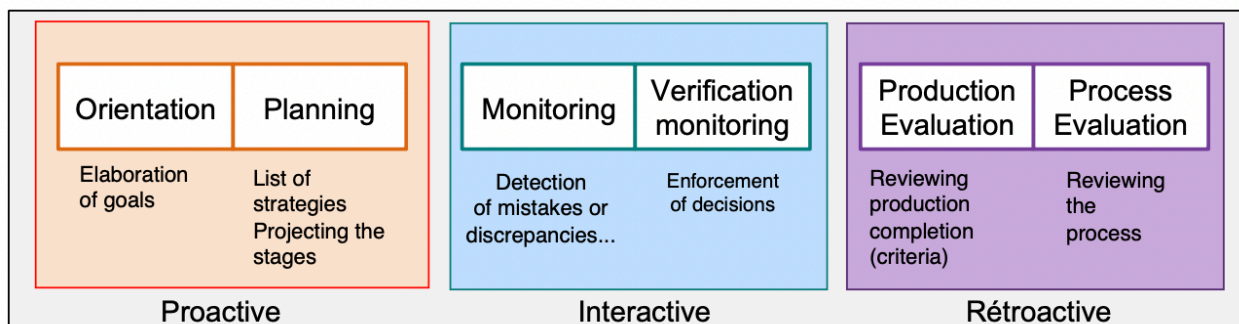 Orientation
Planning
Elaboration
of goals
List of
strategies
Projecting the
stages
Proactive
Monitoring
Verification
monitoring
Detection
of mistakes or
discrepancies...
Enforcement
of decisions
Interactive
Production
Evaluation
Process
Evaluation
Reviewing
production
completion
(criteria)
Reviewing
the
process
Rétroactive